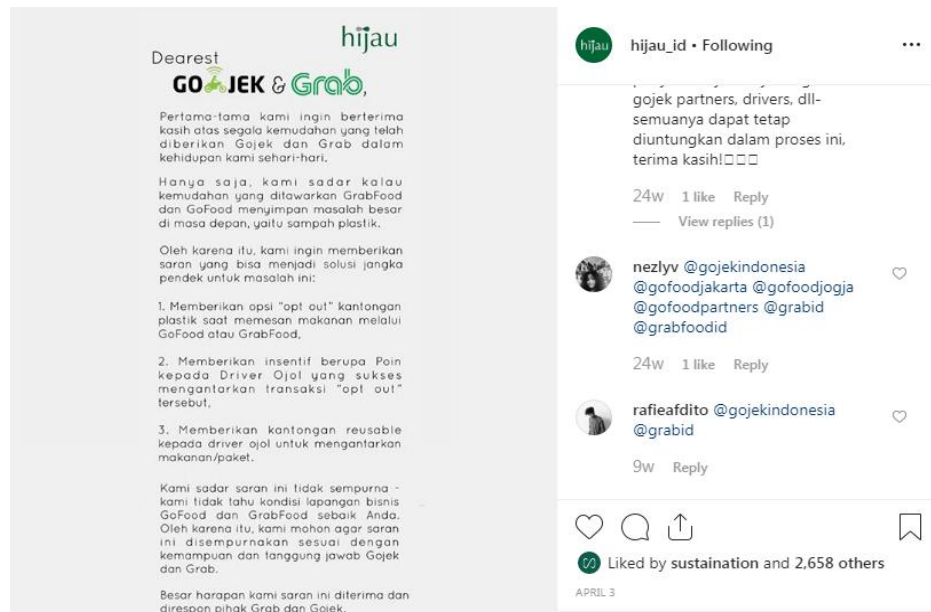 hijau
Dearest
GOJEK & Grab,
Pertama-tama kami ingin berterima
kasih atas segala kemudahan yang telah
diberikan Gojek dan Grab dalam
kehidupan kami sehari-hari.
Hanya saja, kami sadar kalau
kemudahan yang ditawarkan GrabFood
dan GoFood menyimpan masalah besar
di masa depan, yaitu sampah plastik.
Oleh karena itu, kami ingin memberikan
saran yang bisa menjadi solusi jangka
pendek untuk masalah ini:
1. Memberikan opsi "opt out" kantongan
plastik saat memesan makanan melalui
GoFood atau GrabFood,
2. Memberikan insentif berupa Poin
kepada Driver Ojol yang sukses
mengantarkan transaksi "opt out"
tersebut,
3. Memberikan kantongan reusable
kepada driver ojol untuk mengantarkan
makanan/paket.
Kami sadar saran ini tidak sempurna -
kami tidak tahu kondisi lapangan bisnis
GoFood dan GrabFood sebaik Anda.
Oleh karena itu, kami mohon agar saran
ini disempurnakan sesuai dengan
kemampuan dan tanggung jawab Gojek
dan Grab.
Besar harapan kami saran ini diterima dan
direspon pihak Grab dan Gojek.
hijau
hijau_id • Following
gojek partners, drivers, dll-
semuanya dapat tetap
diuntungkan dalam proses ini,
terima kasih!
24w 1 like Reply
View replies (1)
nezlyv @gojekindonesia
@gofoodjakarta @gofoodjogja
@gofoodpartners @grabid
@grabfoodid
24w 1 like Reply
rafieafdito @gojekindonesia
@grabid
9w Reply
Liked by sustaination and 2,658 others
APRIL 3